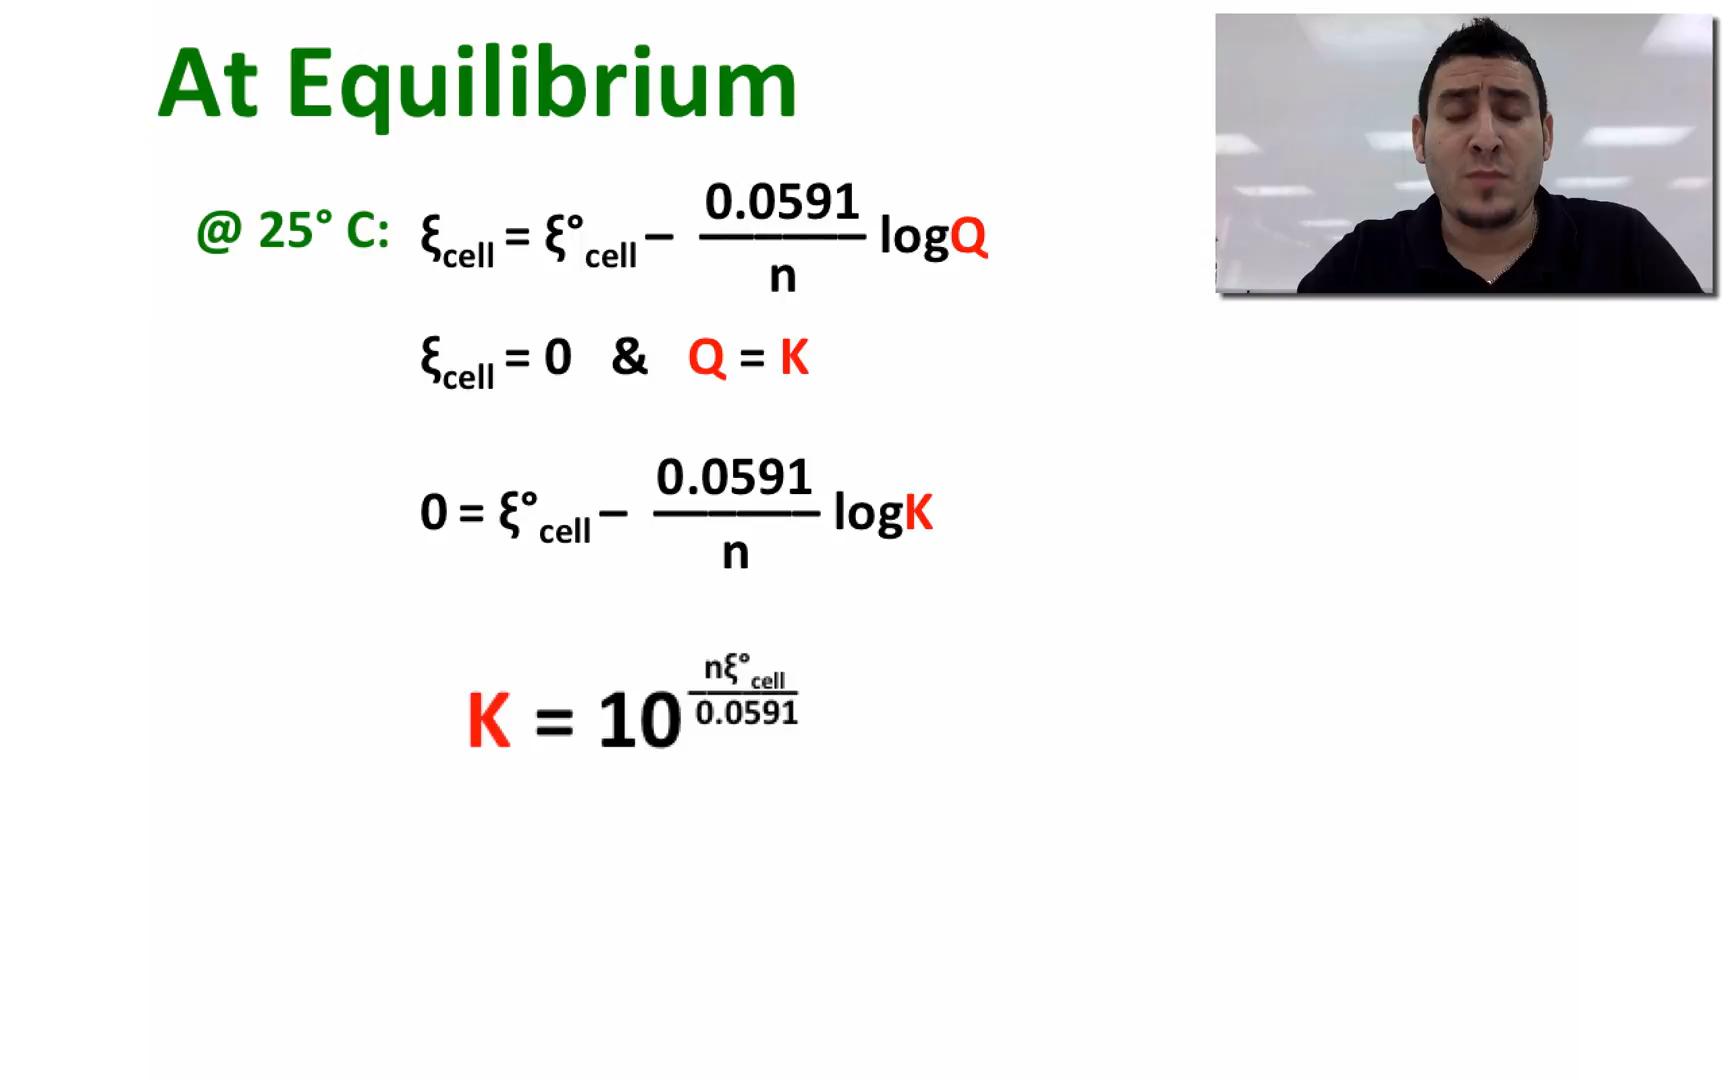 At Equilibrium
@ 25° C: ξcell = ξ°cell – 0.0591/n logQ
ξcell = 0 & Q = K
0 = ξ°cell – 0.0591/n logK
K = 10^(nξ°cell/0.0591)